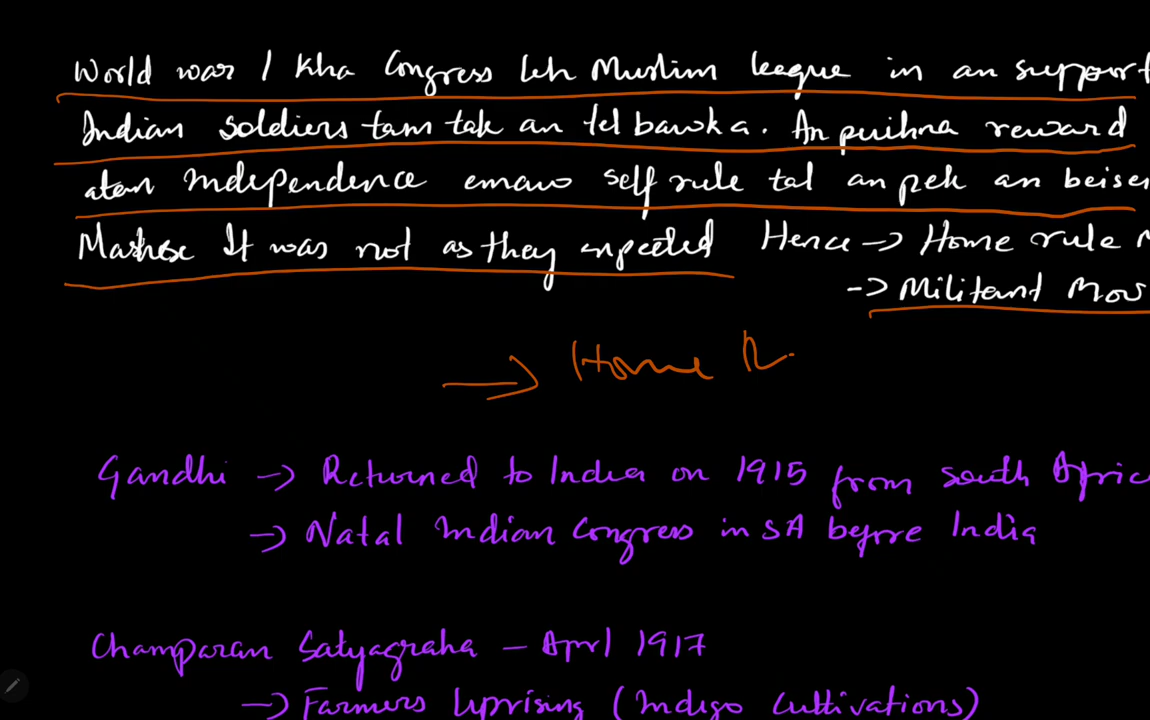 World war 1 kha Congress leh Muslim league in an support
Indian soldiers tam tak an tel bawk a. An puihna reward
atan independence emaw self rule tal an pek an beisei
Mahse It was not as they expected Hence → Home rule M
→ Militant Mov
→ Home R
Gandhi → Returned to India on 1915 from South Afric
→ Natal Indian Congress in SA before India
Champaran Satyagraha - April 1917
→ Farmers Uprising (Indigo Cultivations)